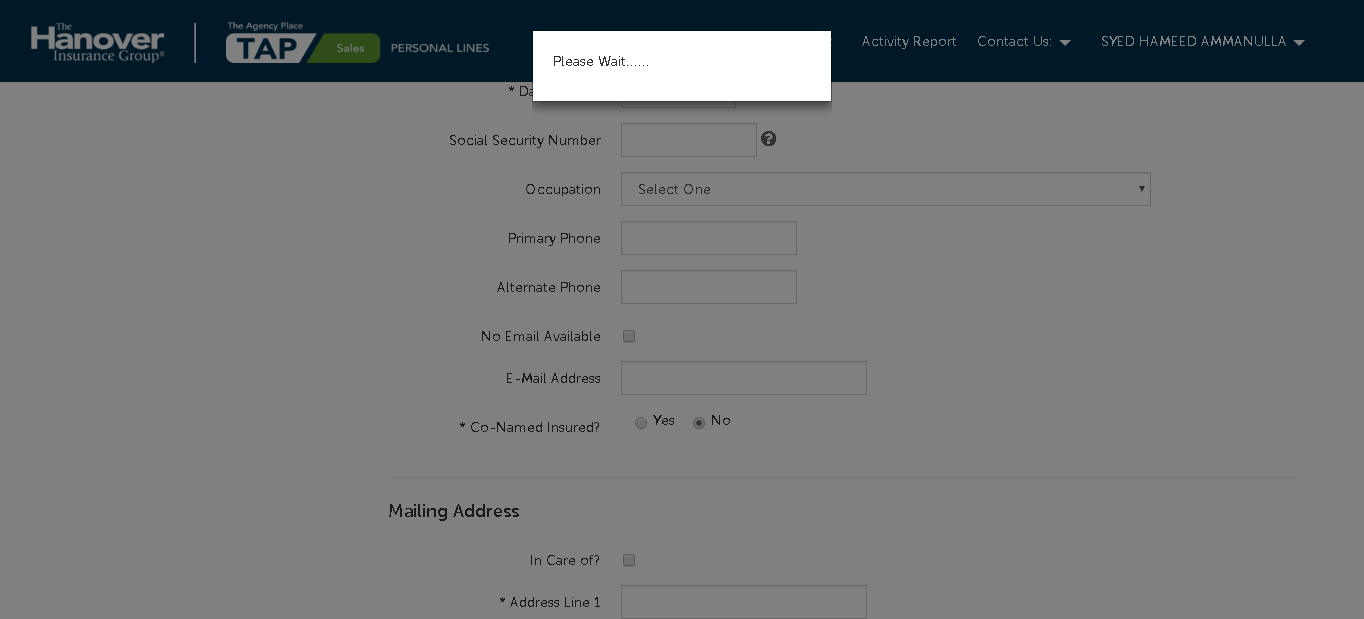 The
Hanover
Insurance Group®
The Agency Place
TAP Sales PERSONAL LINES
Please Wait......
Activity Report Contact Us: SYED HAMEED AMMANULLA
Social Security Number
?
Occupation Select One
Primary Phone
Alternate Phone
No Email Available
E-Mail Address
* Co-Named Insured? Yes No
Mailing Address
In Care of?
* Address Line 1